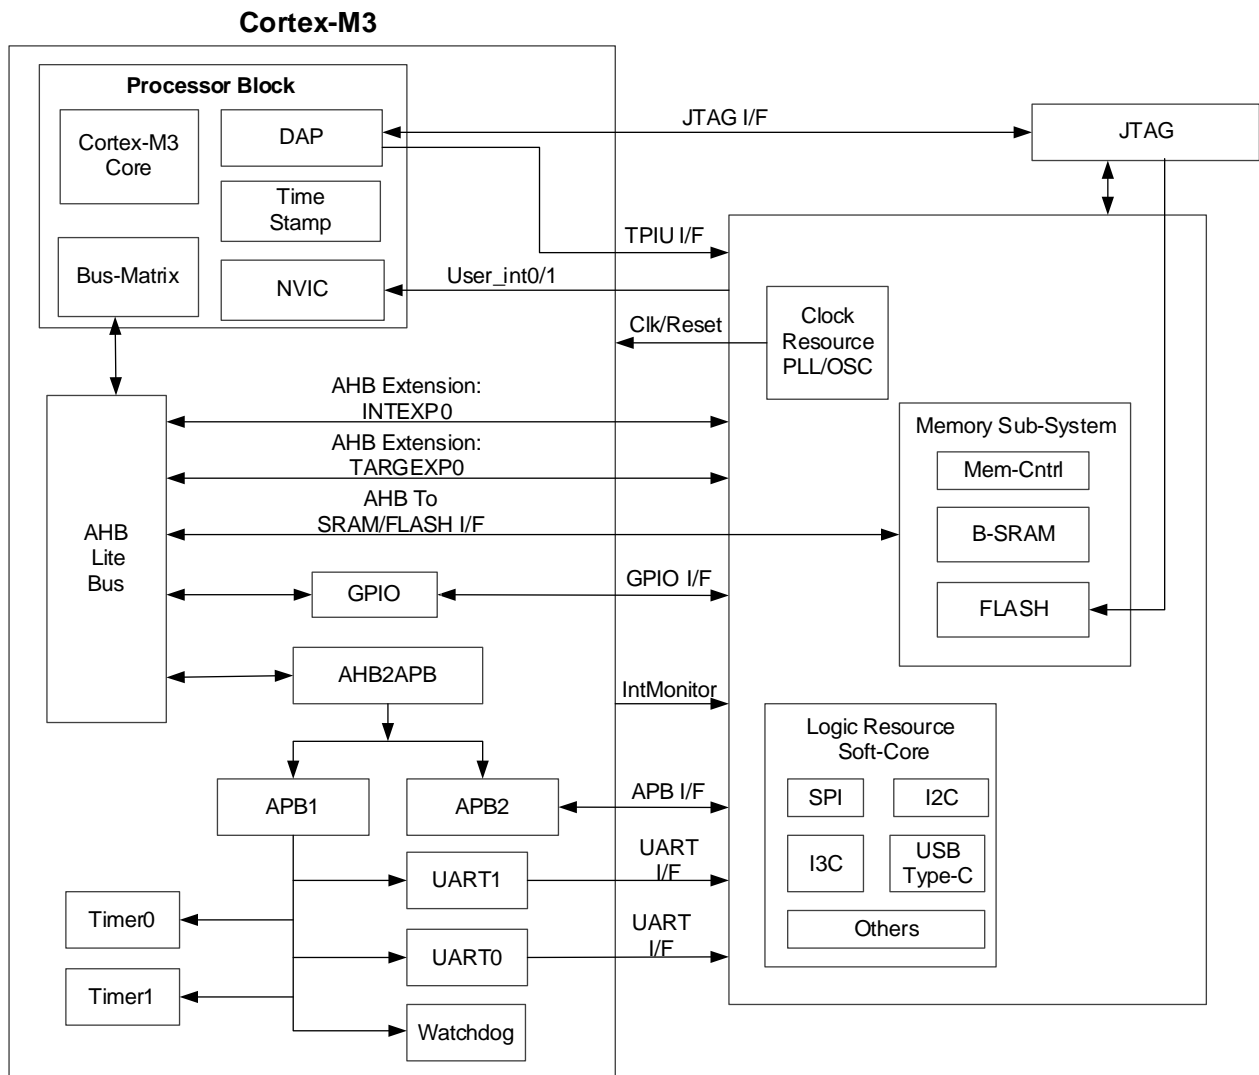 Cortex-M3
Processor Block
Cortex-M3
Core
DAP
Time
Stamp
Bus-Matrix
NVIC
JTAG I/F
JTAG
TPIU I/F
User_int0/1
Clk/Reset
Clock
Resource
PLL/OSC
AHB Extension:
INTEXP0
AHB Extension:
TARGEXP0
AHB To
SRAM/FLASH I/F
Memory Sub-System
Mem-Cntrl
B-SRAM
FLASH
AHB
Lite
Bus
GPIO
GPIO I/F
AHB2APB
IntMonitor
APB1
APB2
APB I/F
Logic Resource
Soft-Core
SPI
I2C
I3C
USB
Type-C
Others
UART1
UART
I/F
Timer0
UART0
UART
I/F
Timer1
Watchdog